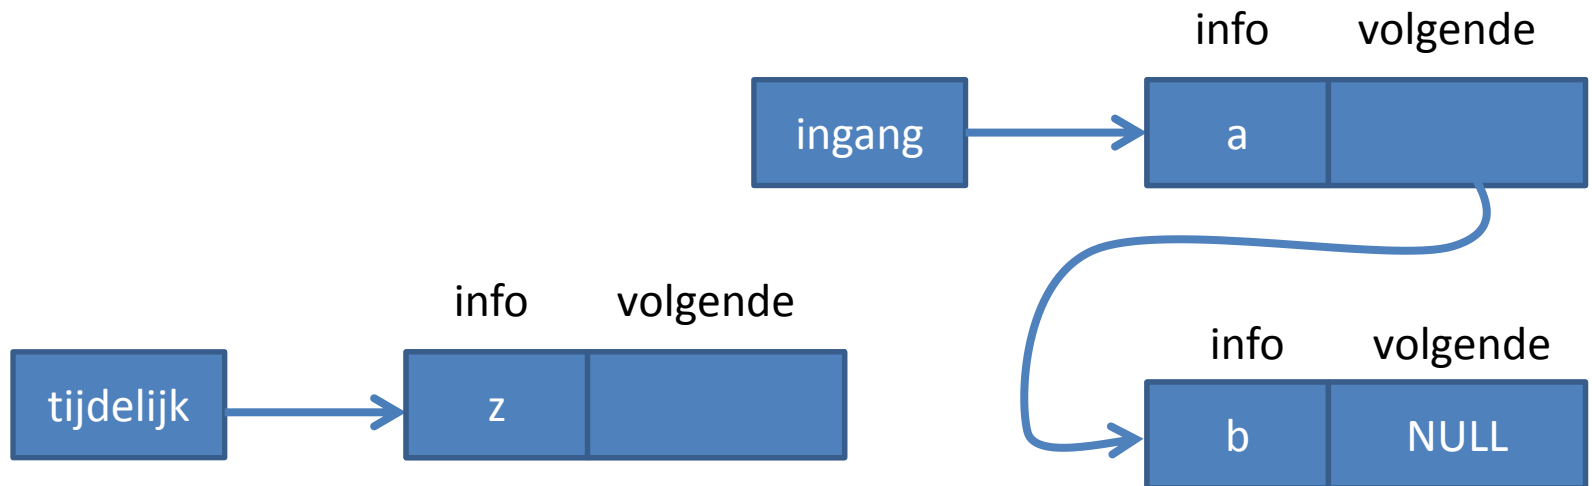 info volgende
ingang
a
info volgende
tijdelijk
z
info volgende
b
NULL